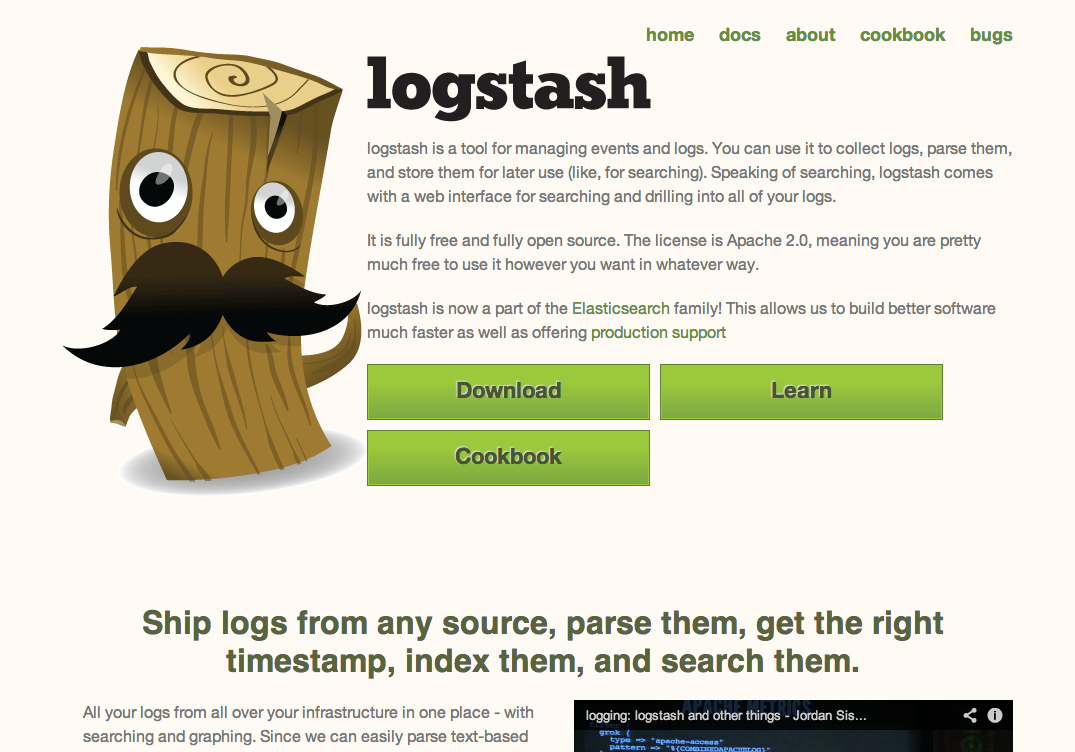 home docs about cookbook bugs
logstash
logstash is a tool for managing events and logs. You can use it to collect logs, parse them,
and store them for later use (like, for searching). Speaking of searching, logstash comes
with a web interface for searching and drilling into all of your logs.
It is fully free and fully open source. The license is Apache 2.0, meaning you are pretty
much free to use it however you want in whatever way.
logstash is now a part of the Elasticsearch family! This allows us to build better software
much faster as well as offering production support
Download Learn
Cookbook
Ship logs from any source, parse them, get the right
timestamp, index them, and search them.
All your logs from all over your infrastructure in one place - with
searching and graphing. Since we can easily parse text-based
APACHE METRICS
logging: logstash and other things - Jordan Sis...
grok {
type => "apache-access"
pattern => "%{COMBINEDAPACHELOG}"